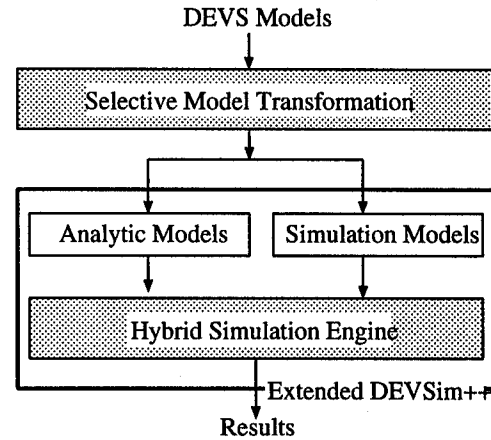 DEVS Models
Selective Model Transformation
Analytic Models
Simulation Models
Hybrid Simulation Engine
Extended DEVSim++
Results